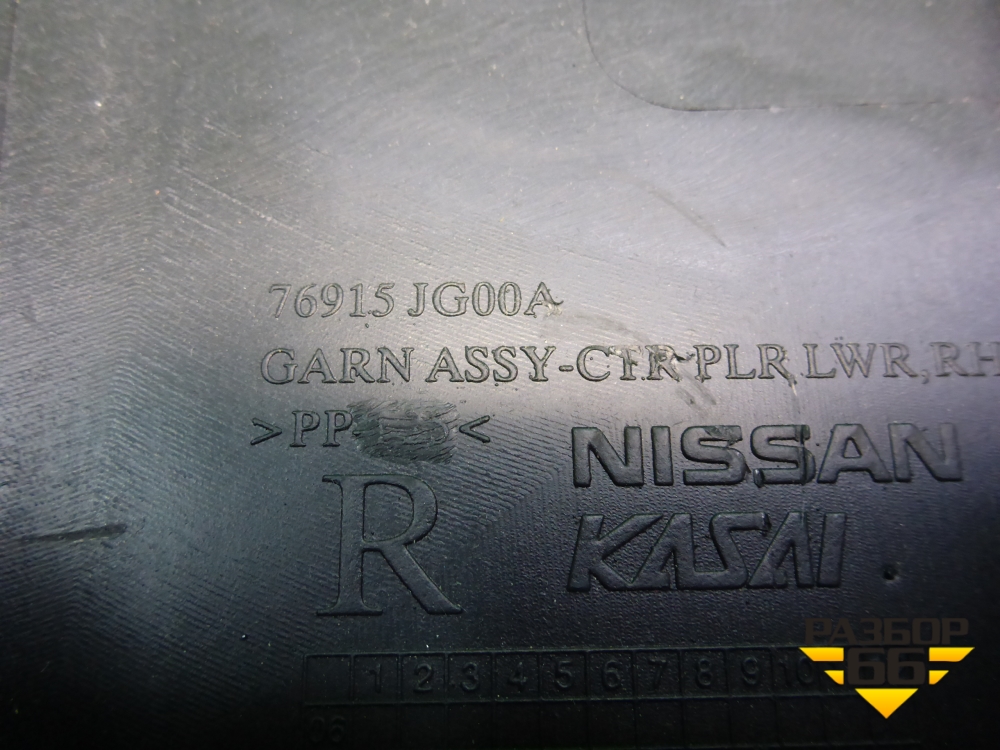 76915 JG00A
GARN ASSY-CTR PLR LWR, RH
>PP- <
NISSAN
R
KASAI
1 2 3 4 5 6 7 8 9 10
06
РАЗБОР
66